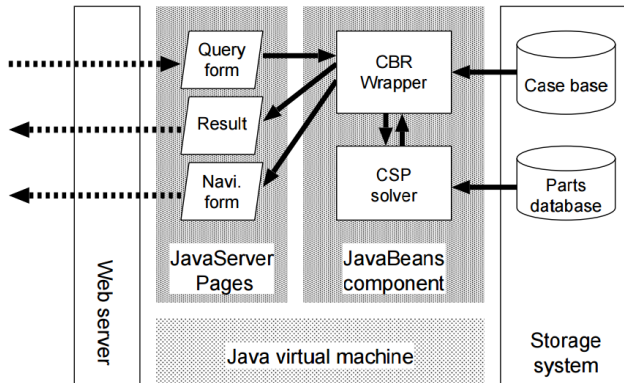 Query
form
CBR
Wrapper
Case base
Result
Navi.
form
CSP
solver
Parts
database
JavaServer
Pages
JavaBeans
component
Web server
Java virtual machine
Storage
system